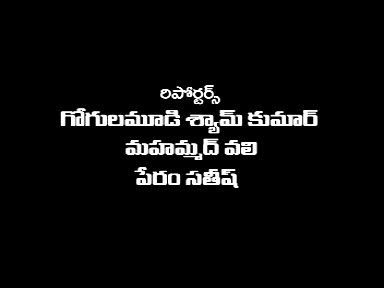 రిపోర్టర్స్
గోగులమూడి శ్యామ్ కుమార్
మహమ్మద్ వలి
పేరం సతీష్